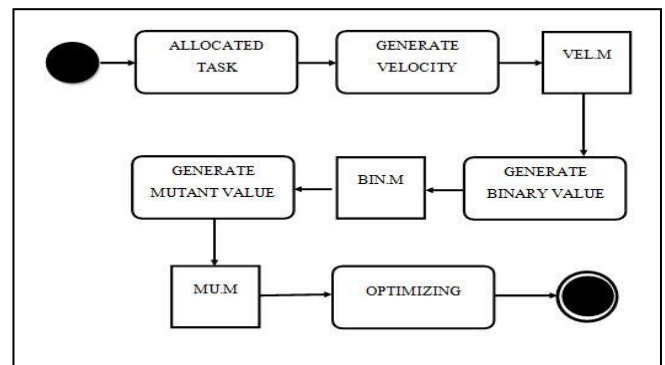 ALLOCATED
TASK
GENERATE
VELOCITY
VEL.M
GENERATE
BINARY VALUE
BIN.M
GENERATE
MUTANT VALUE
MU.M
OPTIMIZING